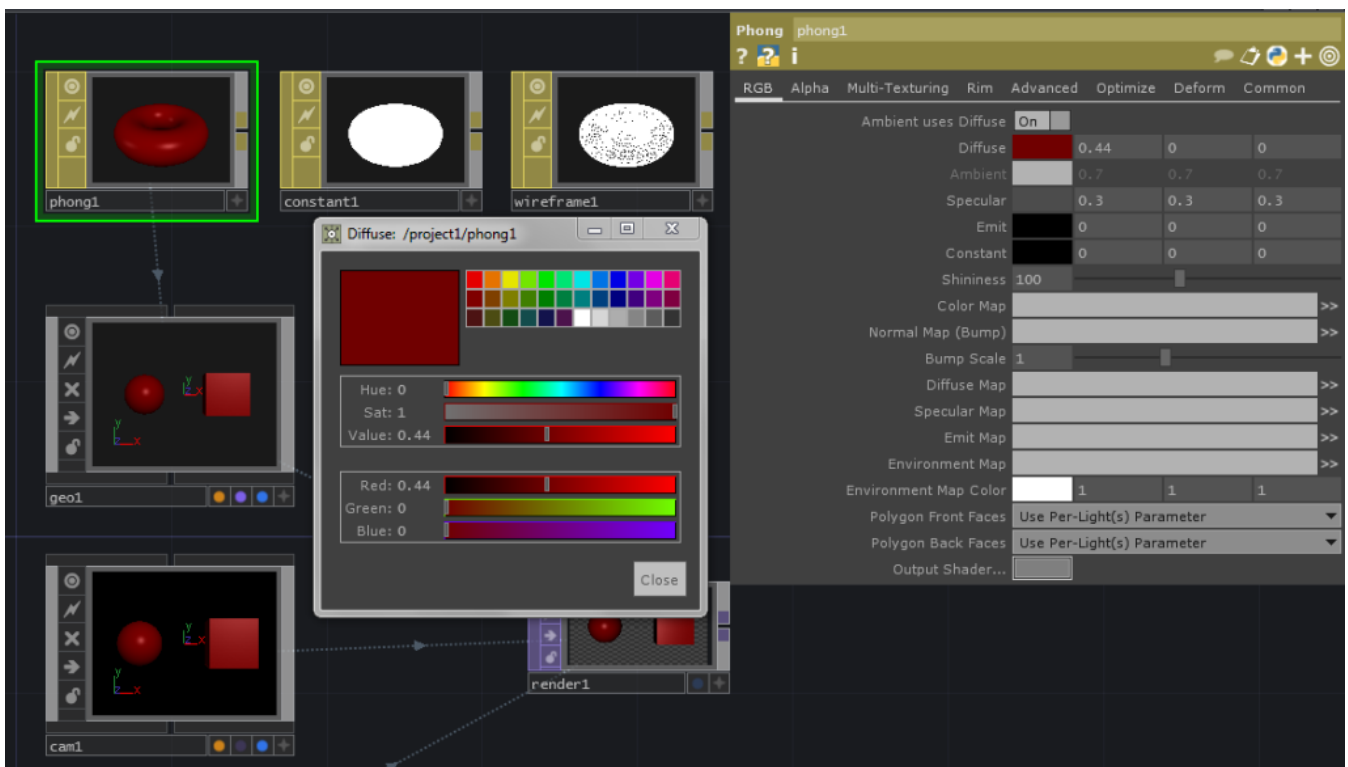 phong1
constant1
wireframe1
geo1
cam1
render1
y
x
z
x
y
z
x
y
x
y
z
x
Diffuse: /project1/phong1
Hue: 0
Sat: 1
Value: 0.44
Red: 0.44
Green: 0
Blue: 0
Close
Phong phong1
? ? i
RGB Alpha Multi-Texturing Rim Advanced Optimize Deform Common
Ambient uses Diffuse On
Diffuse 0.44 0 0
Ambient 0.7 0.7 0.7
Specular 0.3 0.3 0.3
Emit 0 0 0
Constant 0 0 0
Shininess 100
Color Map >>
Normal Map (Bump) >>
Bump Scale 1
Diffuse Map >>
Specular Map >>
Emit Map >>
Environment Map >>
Environment Map Color 1 1 1
Polygon Front Faces Use Per-Light(s) Parameter
Polygon Back Faces Use Per-Light(s) Parameter
Output Shader...